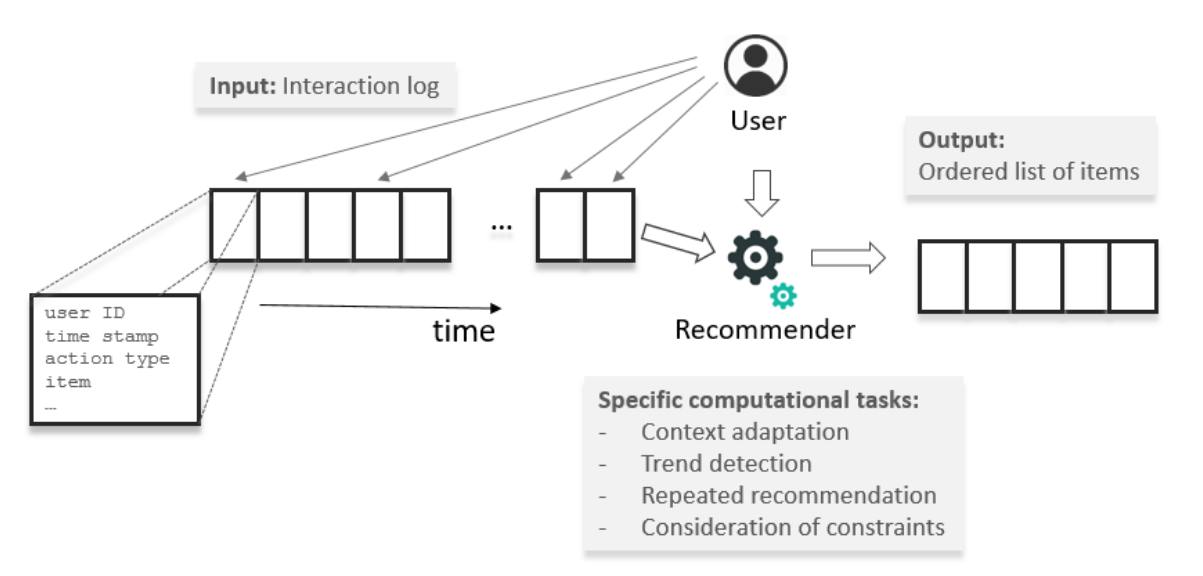 Input: Interaction log
User
Output:
Ordered list of items
...
user ID
time stamp
action type
item
…
time
Recommender
Specific computational tasks:
- Context adaptation
- Trend detection
- Repeated recommendation
- Consideration of constraints